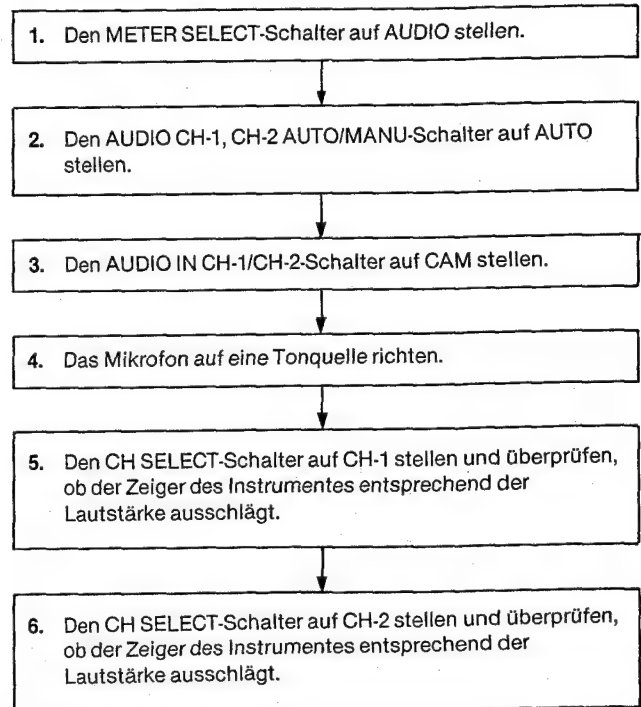 1. Den METER SELECT-Schalter auf AUDIO stellen.
2. Den AUDIO CH-1, CH-2 AUTO/MANU-Schalter auf AUTO
stellen.
3. Den AUDIO IN CH-1/CH-2-Schalter auf CAM stellen.
4. Das Mikrofon auf eine Tonquelle richten.
5. Den CH SELECT-Schalter auf CH-1 stellen und überprüfen,
ob der Zeiger des Instrumentes entsprechend der
Lautstärke ausschlägt.
6. Den CH SELECT-Schalter auf CH-2 stellen und überprüfen,
ob der Zeiger des Instrumentes entsprechend der
Lautstärke ausschlägt.